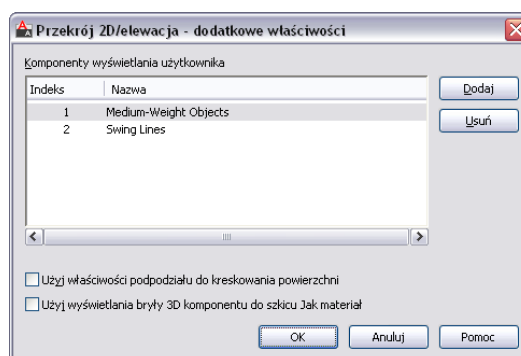 Przekrój 2D/elewacja - dodatkowe właściwości
Komponenty wyświetlania użytkownika
Indeks Nazwa
1 Medium-Weight Objects
2 Swing Lines
Dodaj
Usuń
Użyj właściwości podpodziału do kreskowania powierzchni
Użyj wyświetlania bryły 3D komponentu do szkicu Jak materiał
OK Anuluj Pomoc